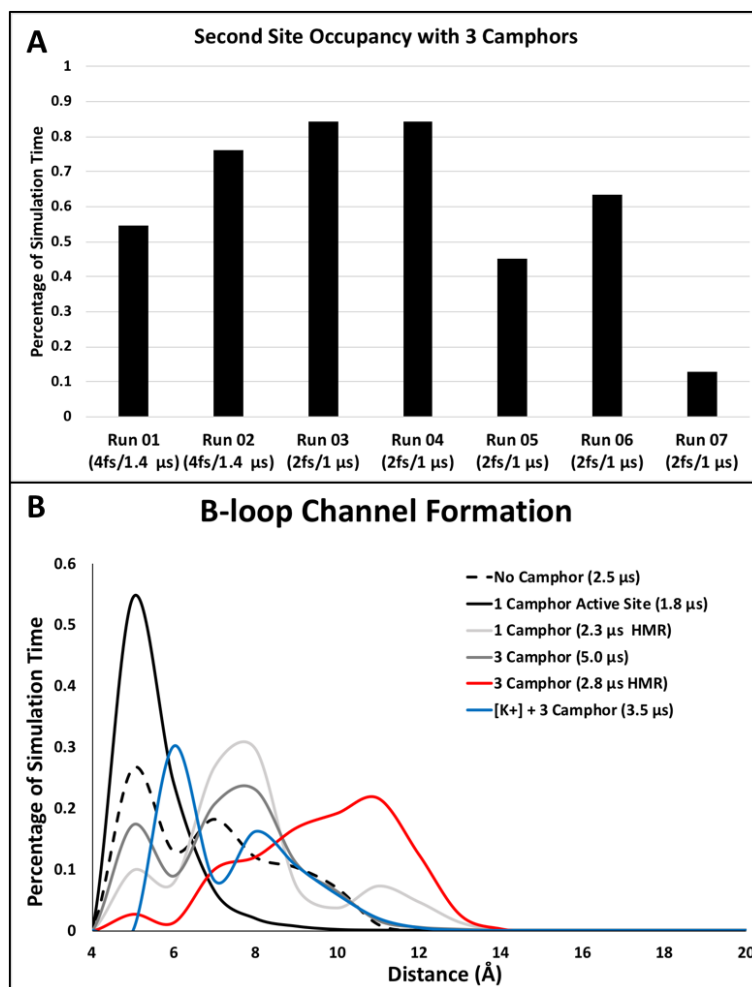 A
Second Site Occupancy with 3 Camphors
Percentage of Simulation Time
1
0.9
0.8
0.7
0.6
0.5
0.4
0.3
0.2
0.1
0
Run 01 Run 02 Run 03 Run 04 Run 05 Run 06 Run 07
(4fs/1.4 µs) (4fs/1.4 µs) (2fs/1 µs) (2fs/1 µs) (2fs/1 µs) (2fs/1 µs) (2fs/1 µs)
B
B-loop Channel Formation
Percentage of Simulation Time
0.6
0.5
0.4
0.3
0.2
0.1
0
No Camphor (2.5 µs)
1 Camphor Active Site (1.8 µs)
1 Camphor (2.3 µs HMR)
3 Camphor (5.0 µs)
3 Camphor (2.8 µs HMR)
[K+] + 3 Camphor (3.5 µs)
4 6 8 10 12 14 16 18 20
Distance (Å)